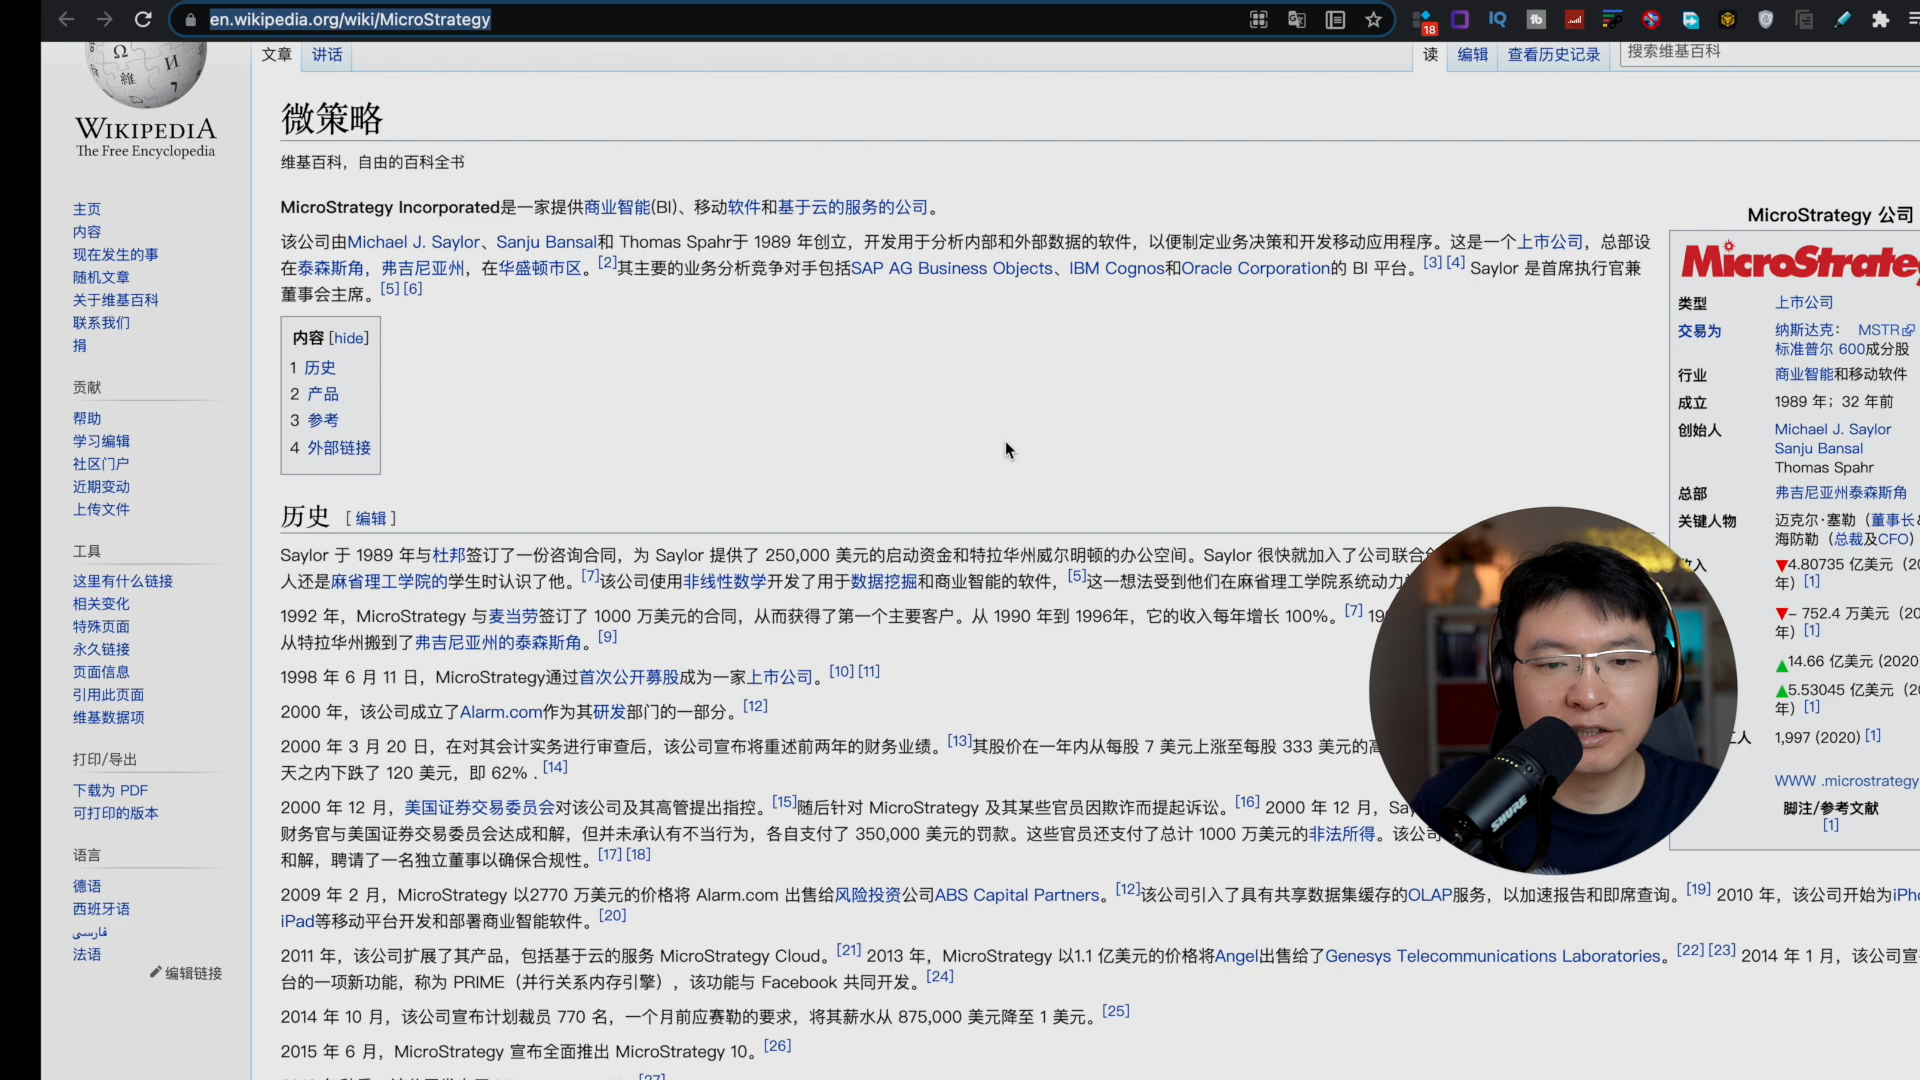 en.wikipedia.org/wiki/MicroStrategy
18
IQ
tb
文章
讲话
读
编辑
查看历史记录
搜索维基百科
WIKIPEDIA
The Free Encyclopedia
主页
内容
现在发生的事
随机文章
关于维基百科
联系我们
捐
贡献
帮助
学习编辑
社区门户
近期变动
上传文件
工具
这里有什么链接
相关变化
特殊页面
永久链接
页面信息
引用此页面
维基数据项
打印/导出
下载为 PDF
可打印的版本
语言
德语
西班牙语
فارسی
法语
编辑链接
微策略
维基百科，自由的百科全书
MicroStrategy Incorporated是一家提供商业智能(BI)、移动软件和基于云的服务的公司。
该公司由Michael J. Saylor、Sanju Bansal和 Thomas Spahr于 1989 年创立，开发用于分析内部和外部数据的软件，以便制定业务决策和开发移动应用程序。这是一个上市公司，总部设
在泰森斯角，弗吉尼亚州，在华盛顿市区。[2]其主要的业务分析竞争对手包括SAP AG Business Objects、IBM Cognos和Oracle Corporation的 BI 平台。[3][4] Saylor 是首席执行官兼
董事会主席。[5][6]
内容 [hide]
1 历史
2 产品
3 参考
4 外部链接
历史 [ 编辑 ]
Saylor 于 1989 年与杜邦签订了一份咨询合同，为 Saylor 提供了 250,000 美元的启动资金和特拉华州威尔明顿的办公空间。Saylor 很快就加入了公司联合
人还是麻省理工学院的学生时认识了他。[7]该公司使用非线性数学开发了用于数据挖掘和商业智能的软件，[5]这一想法受到他们在麻省理工学院系统动力
1992 年，MicroStrategy 与麦当劳签订了 1000 万美元的合同，从而获得了第一个主要客户。从 1990 年到 1996年，它的收入每年增长 100%。[7] 19
从特拉华州搬到了弗吉尼亚州的泰森斯角。[9]
1998 年 6 月 11 日，MicroStrategy通过首次公开募股成为一家上市公司。[10][11]
2000 年，该公司成立了Alarm.com作为其研发部门的一部分。[12]
2000 年 3 月 20 日，在对其会计实务进行审查后，该公司宣布将重述前两年的财务业绩。[13]其股价在一年内从每股 7 美元上涨至每股 333 美元的高
天之内下跌了 120 美元，即 62% . [14]
2000 年 12 月，美国证券交易委员会对该公司及其高管提出指控。[15]随后针对 MicroStrategy 及其某些官员因欺诈而提起诉讼。[16] 2000 年 12 月，Sa
财务官与美国证券交易委员会达成和解，但并未承认有不当行为，各自支付了 350,000 美元的罚款。这些官员还支付了总计 1000 万美元的非法所得。该公司
和解，聘请了一名独立董事以确保合规性。[17][18]
2009 年 2 月，MicroStrategy 以2770 万美元的价格将 Alarm.com 出售给风险投资公司ABS Capital Partners。[12]该公司引入了具有共享数据集缓存的OLAP服务，以加速报告和即席查询。[19] 2010 年，该公司开始为iPho
iPad等移动平台开发和部署商业智能软件。[20]
2011 年，该公司扩展了其产品，包括基于云的服务 MicroStrategy Cloud。[21] 2013 年，MicroStrategy 以1.1 亿美元的价格将Angel出售给了Genesys Telecommunications Laboratories。[22][23] 2014 年 1 月，该公司宣
台的一项新功能，称为 PRIME（并行关系内存引擎），该功能与 Facebook 共同开发。[24]
2014 年 10 月，该公司宣布计划裁员 770 名，一个月前应赛勒的要求，将其薪水从 875,000 美元降至 1 美元。[25]
2015 年 6 月，MicroStrategy 宣布全面推出 MicroStrategy 10。[26]
[27]
MicroStrategy 公司
MicroStrate
类型 上市公司
交易为 纳斯达克： MSTR
标准普尔 600成分股
行业 商业智能和移动软件
成立 1989 年；32 年前
创始人 Michael J. Saylor
Sanju Bansal
Thomas Spahr
总部 弗吉尼亚州泰森斯角
关键人物 迈克尔·塞勒（董事长
海防勒（总裁及CFO）
入 ▼4.80735 亿美元（20
年）[1]
▼− 752.4 万美元（20
年）[1]
▲14.66 亿美元 (2020
▲5.53045 亿美元（20
年）[1]
人 1,997 (2020) [1]
WWW .microstrategy
脚注/参考文献
[1]
SHURE